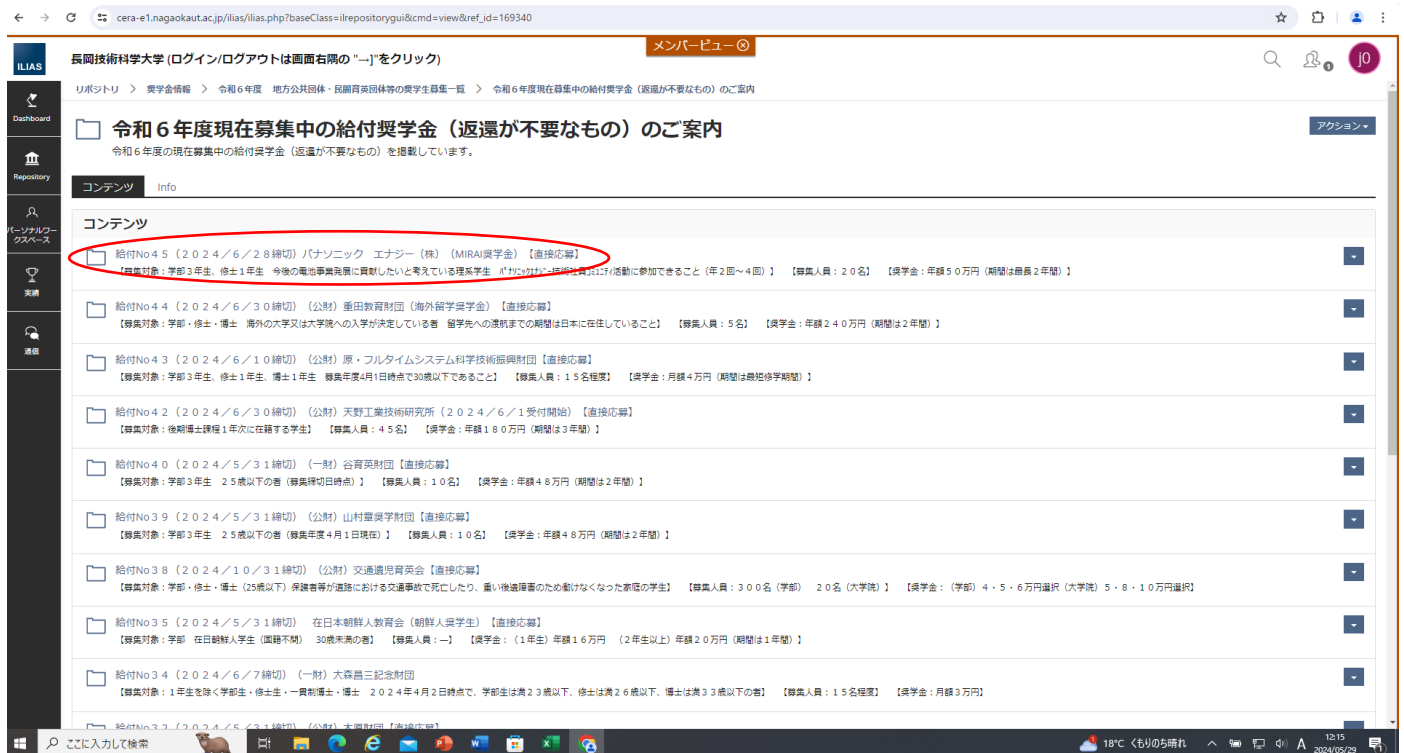 cera-e1.nagaokaut.ac.jp/ilias/ilias.php?baseClass=ilrepositorygui&cmd=view&ref_id=169340
メンバービュー
ILIAS
長岡技術科学大学 (ログイン/ログアウトは画面右隅の "→]"をクリック)
1
j0
リポジトリ > 奨学金情報 > 令和6年度 地方公共団体・民間育英団体等の奨学生募集一覧 > 令和6年度現在募集中の給付奨学金（返還が不要なもの）のご案内
Dashboard
Repository
パーソナルワークスペース
実績
通信
令和６年度現在募集中の給付奨学金（返還が不要なもの）のご案内
アクション
令和６年度の現在募集中の給付奨学金（返還が不要なもの）を掲載しています。
コンテンツ Info
コンテンツ
給付No４５（２０２４／６／２８締切）パナソニック　エナジー（株）（MIRAI奨学金）【直接応募】
【募集対象：学部３年生、修士１年生　今後の電池事業発展に貢献したいと考えている理系学生　ﾊﾟﾅｿﾆｯｸｴﾅｼﾞｰ技術社員ｺﾐｭﾆﾃｨ活動に参加できること（年２回～４回）】　【募集人員：２０名】　【奨学金：年額５０万円（期間は最長２年間）】
給付No４４（２０２４／６／３０締切）（公財）重田教育財団（海外留学奨学金）【直接応募】
【募集対象：学部・修士・博士　海外の大学又は大学院への入学が決定している者　留学先への渡航までの期間は日本に在住していること】　【募集人員：５名】　【奨学金：年額２４０万円（期間は２年間）】
給付No４３（２０２４／６／１０締切）（公財）原・フルタイムシステム科学技術振興財団【直接応募】
【募集対象：学部３年生、修士１年生、博士１年生　募集年度4月1日時点で30歳以下であること】　【募集人員：１５名程度】　【奨学金：月額４万円（期間は最短修学期間）】
給付No４２（２０２４／６／３０締切）（公財）天野工業技術研究所（２０２４／６／１受付開始）【直接応募】
【募集対象：後期博士課程１年次に在籍する学生】　【募集人員：４５名】　【奨学金：年額１８０万円（期間は３年間）】
給付No４０（２０２４／５／３１締切）（一財）谷育英財団【直接応募】
【募集対象：学部３年生　２５歳以下の者（募集締切日時点）】　【募集人員：１０名】　【奨学金：年額４８万円（期間は２年間）】
給付No３９（２０２４／５／３１締切）（公財）山村章奨学財団【直接応募】
【募集対象：学部３年生　２５歳以下の者（募集年度４月１日現在）】　【募集人員：１０名】　【奨学金：年額４８万円（期間は２年間）】
給付No３８（２０２４／１０／３１締切）（公財）交通遺児育英会【直接応募】
【募集対象：学部・修士・博士（25歳以下）保護者等が道路における交通事故で死亡したり、重い後遺障害のため働けなくなった家庭の学生】　【募集人員：３００名（学部）　２０名（大学院）】　【奨学金：（学部）４・５・６万円選択（大学院）５・８・１０万円選択】
給付No３５（２０２４／５／３１締切）　在日本朝鮮人教育会（朝鮮人奨学生）【直接応募】
【募集対象：学部　在日朝鮮人学生（国籍不問）　30歳未満の者】　【募集人員：ー】　【奨学金：（１年生）年額１６万円　（２年生以上）年額２０万円（期間は１年間）】
給付No３４（２０２４／６／７締切）（一財）大森昌三記念財団
【募集対象：１年生を除く学部生・修士生・一貫制博士・博士　２０２４年４月２日時点で、学部生は満２３歳以下、修士は満２６歳以下、博士は満３３歳以下の者】　【募集人員：１５名程度】　【奨学金：月額３万円】
給付No３２（２０２４／５／３１締切）（公財）本原財団【直接応募】
ここに入力して検索
18°C くもりのち晴れ
A
12:15
2024/05/29